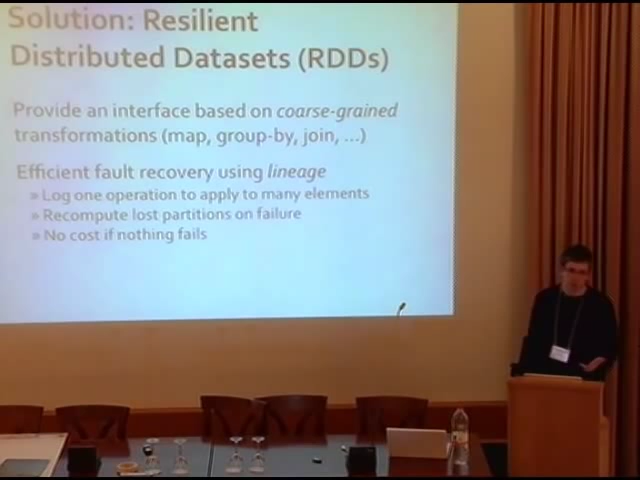 Solution: Resilient
Distributed Datasets (RDDs)
Provide an interface based on coarse-grained
transformations (map, group-by, join, ...)
Efficient fault recovery using lineage
» Log one operation to apply to many elements
» Recompute lost partitions on failure
» No cost if nothing fails